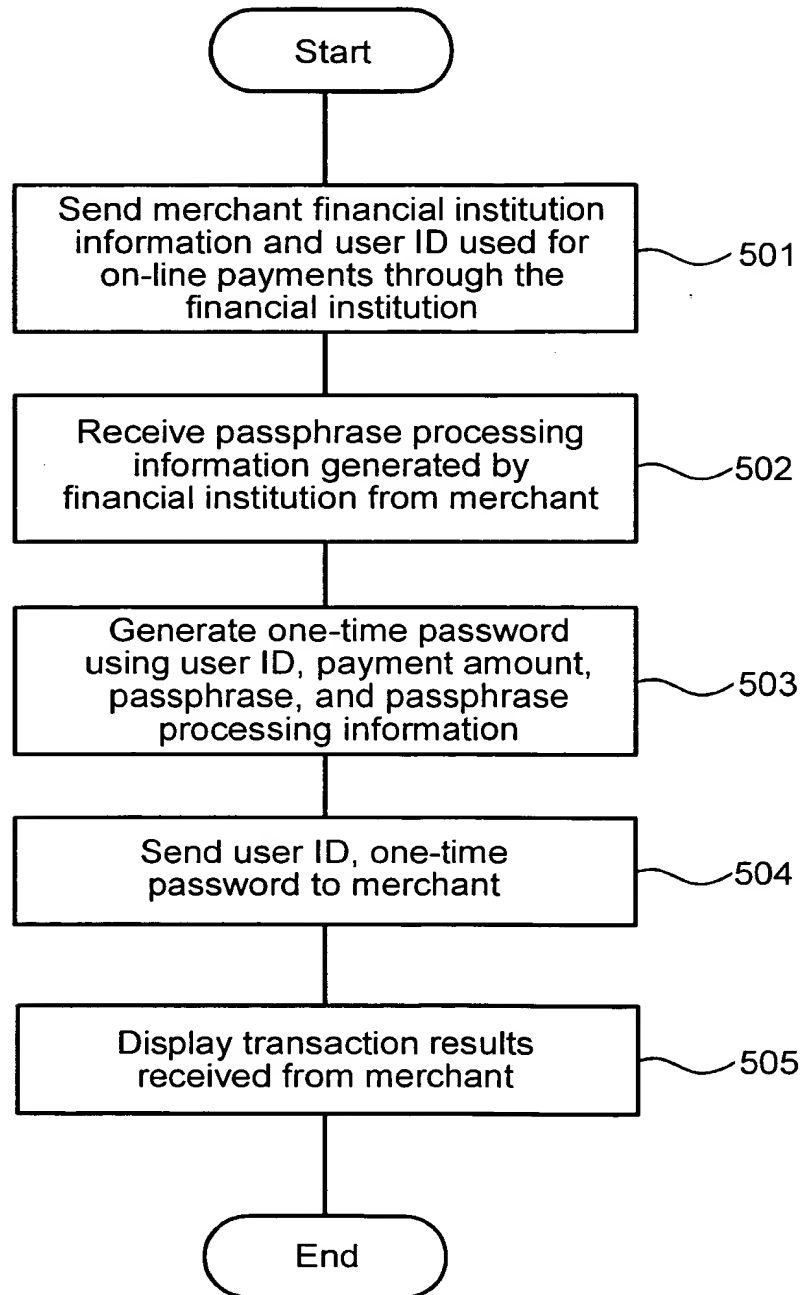 Start
Send merchant financial institution
information and user ID used for
on-line payments through the
financial institution
501
Receive passphrase processing
information generated by
financial institution from merchant
502
Generate one-time password
using user ID, payment amount,
passphrase, and passphrase
processing information
503
Send user ID, one-time
password to merchant
504
Display transaction results
received from merchant
505
End